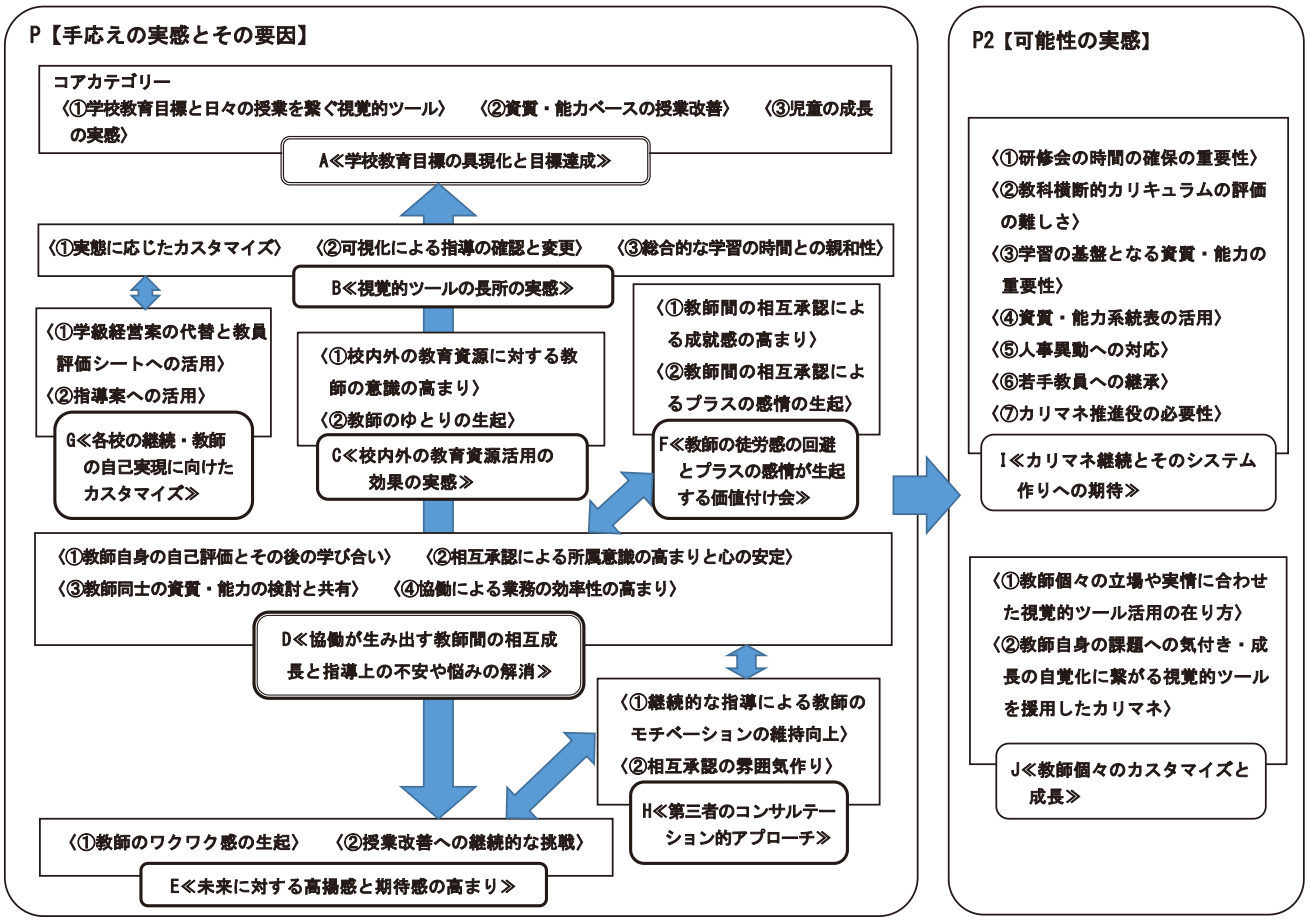 P【手応えの実感とその要因】
コアカテゴリー
〈①学校教育目標と日々の授業を繋ぐ視覚的ツール〉 〈②資質・能力ベースの授業改善〉 〈③児童の成長
の実感〉
A≪学校教育目標の具現化と目標達成≫
〈①実態に応じたカスタマイズ〉 〈②可視化による指導の確認と変更〉 〈③総合的な学習の時間との親和性〉
B≪視覚的ツールの長所の実感≫
〈①学級経営案の代替と教員
評価シートへの活用〉
〈②指導案への活用〉
G≪各校の継続・教師
の自己実現に向けた
カスタマイズ≫
〈①校内外の教育資源に対する教
師の意識の高まり〉
〈②教師のゆとりの生起〉
C≪校内外の教育資源活用の
効果の実感≫
〈①教師間の相互承認によ
る成就感の高まり〉
〈②教師間の相互承認によ
るプラスの感情の生起〉
F≪教師の徒労感の回避
とプラスの感情が生起
する価値付け会≫
〈①教師自身の自己評価とその後の学び合い〉 〈②相互承認による所属意識の高まりと心の安定〉
〈③教師同士の資質・能力の検討と共有〉 〈④協働による業務の効率性の高まり〉
D≪協働が生み出す教師間の相互成
長と指導上の不安や悩みの解消≫
〈①継続的な指導による教師の
モチベーションの維持向上〉
〈②相互承認の雰囲気作り〉
H≪第三者のコンサルテー
ション的アプローチ≫
〈①教師のワクワク感の生起〉 〈②授業改善への継続的な挑戦〉
E≪未来に対する高揚感と期待感の高まり≫
P2【可能性の実感】
〈①研修会の時間の確保の重要性〉
〈②教科横断的カリキュラムの評価
の難しさ〉
〈③学習の基盤となる資質・能力の
重要性〉
〈④資質・能力系統表の活用〉
〈⑤人事異動への対応〉
〈⑥若手教員への継承〉
〈⑦カリマネ推進役の必要性〉
I≪カリマネ継続とそのシステム
作りへの期待≫
〈①教師個々の立場や実情に合わせ
た視覚的ツール活用の在り方〉
〈②教師自身の課題への気付き・成
長の自覚化に繋がる視覚的ツール
を援用したカリマネ〉
J≪教師個々のカスタマイズと
成長≫